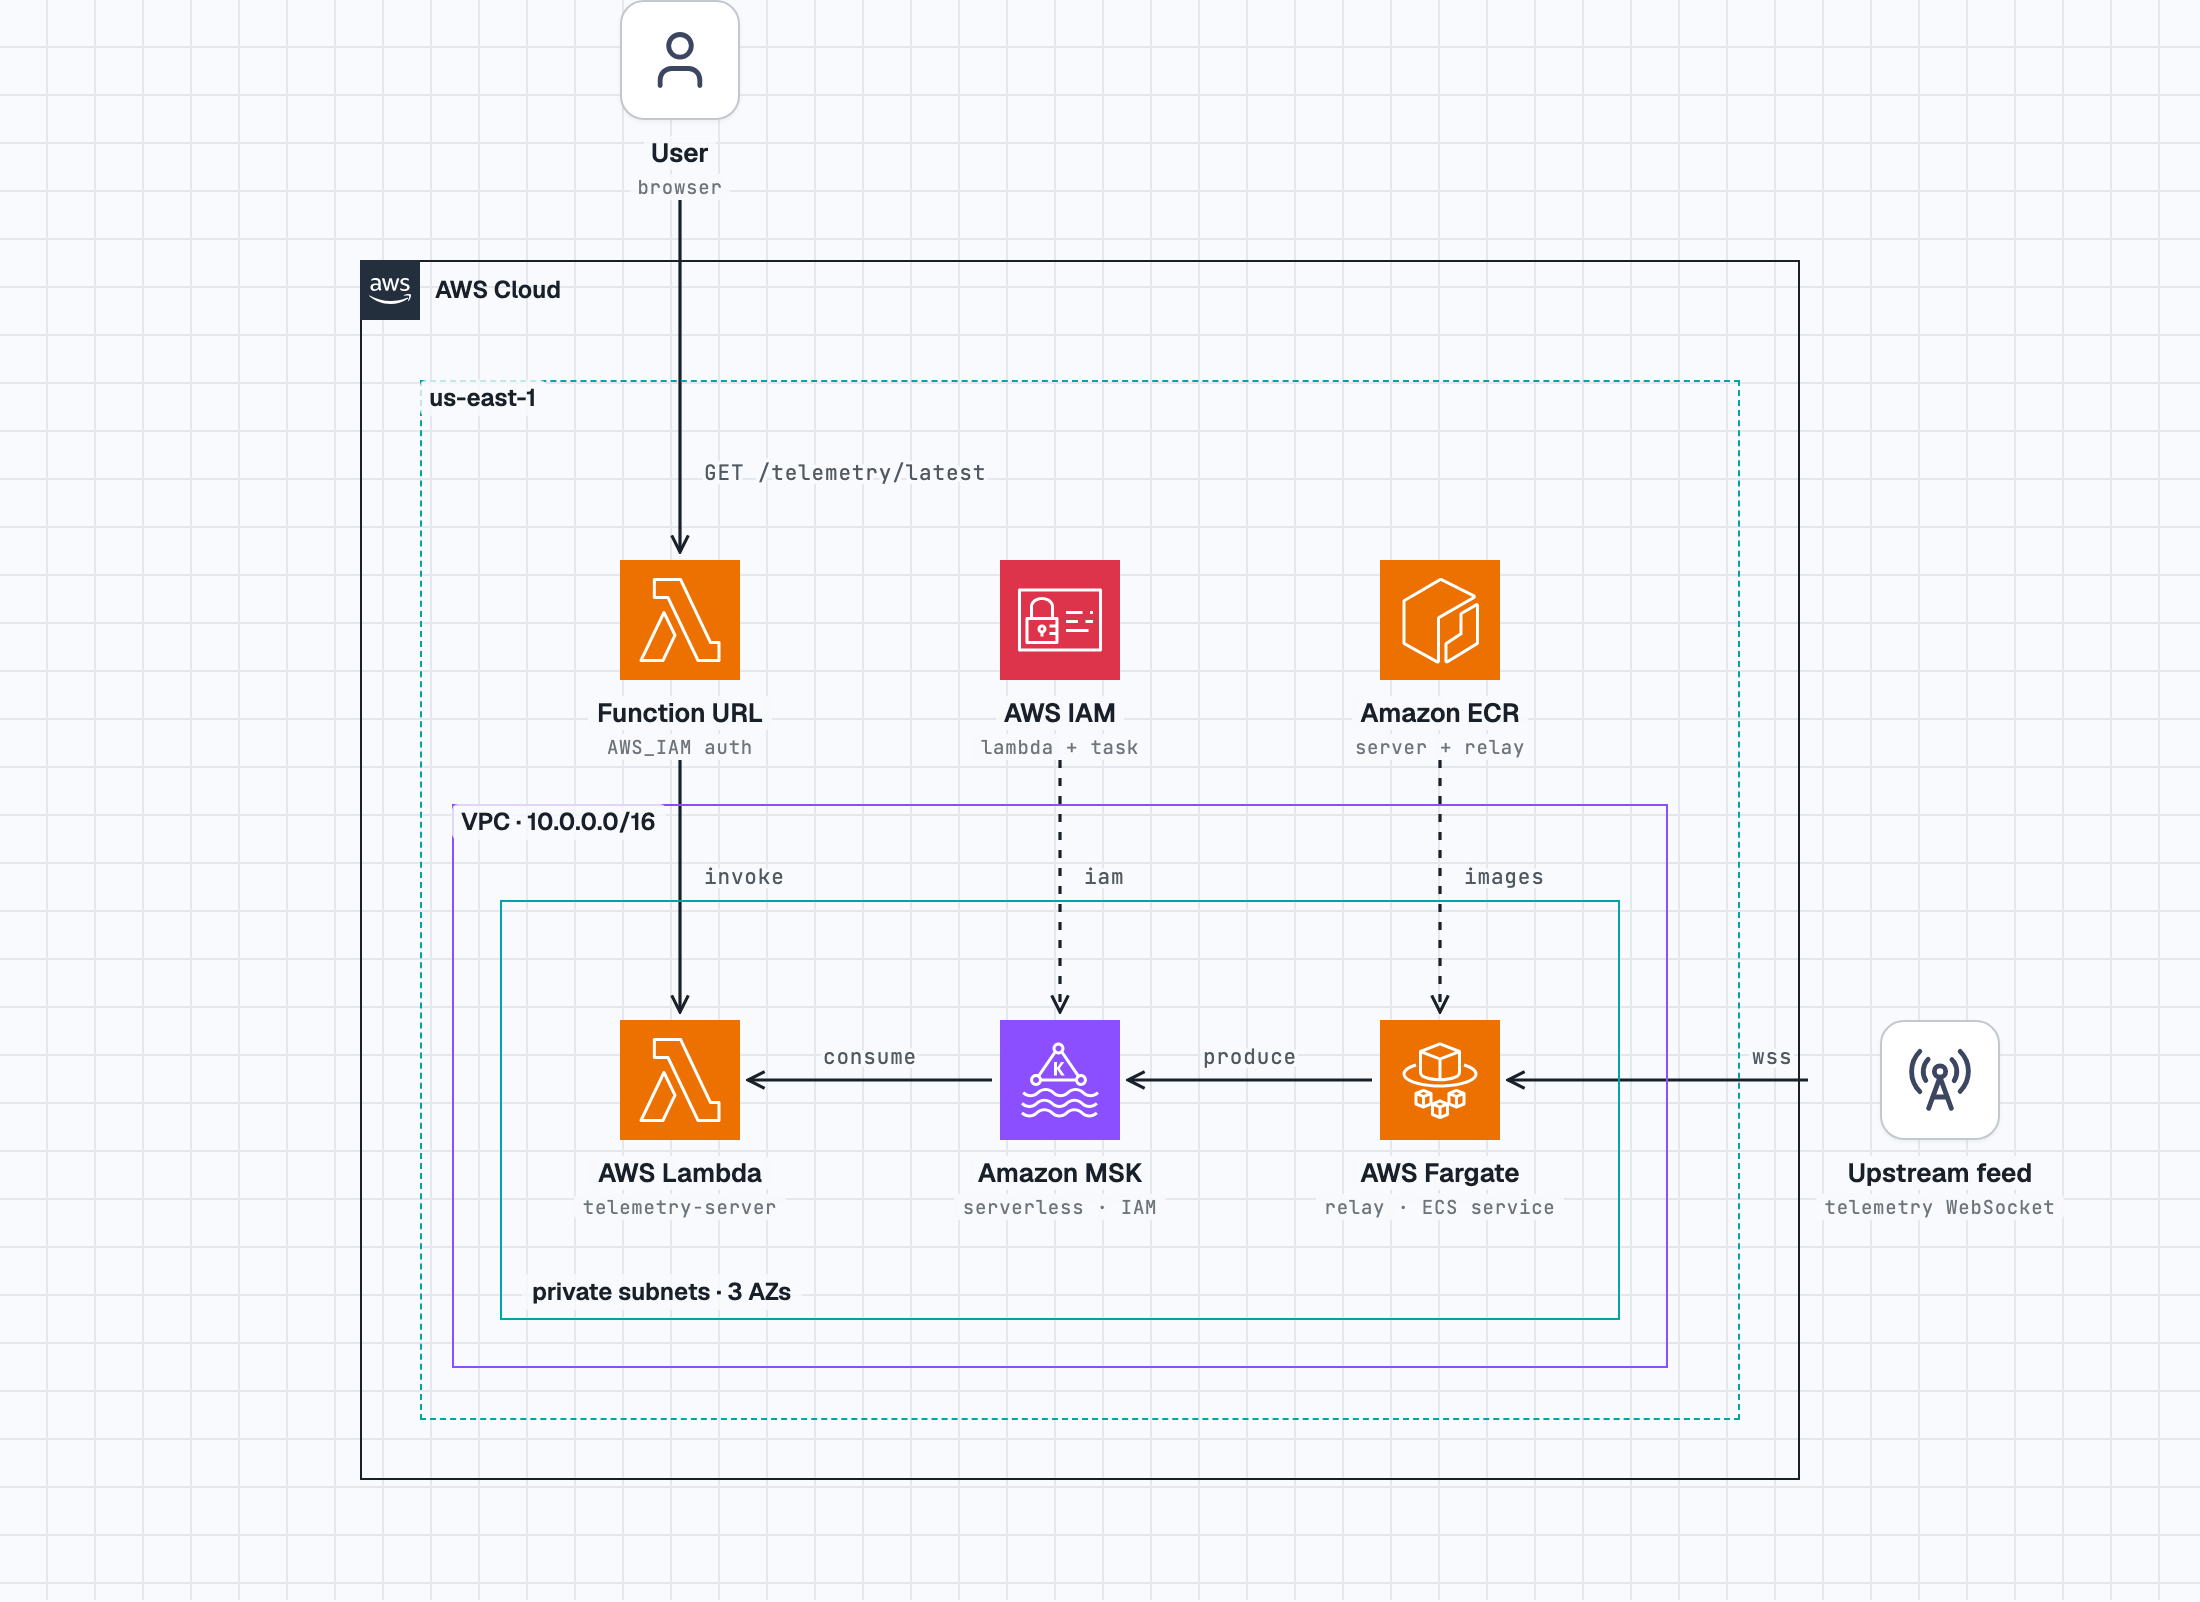 User
browser
aws
AWS Cloud
us-east-1
GET /telemetry/latest
Function URL
AWS_IAM auth
AWS IAM
lambda + task
Amazon ECR
server + relay
VPC · 10.0.0.0/16
invoke
iam
images
consume
produce
wss
K
AWS Lambda
telemetry-server
Amazon MSK
serverless · IAM
AWS Fargate
relay · ECS service
Upstream feed
telemetry WebSocket
private subnets · 3 AZs